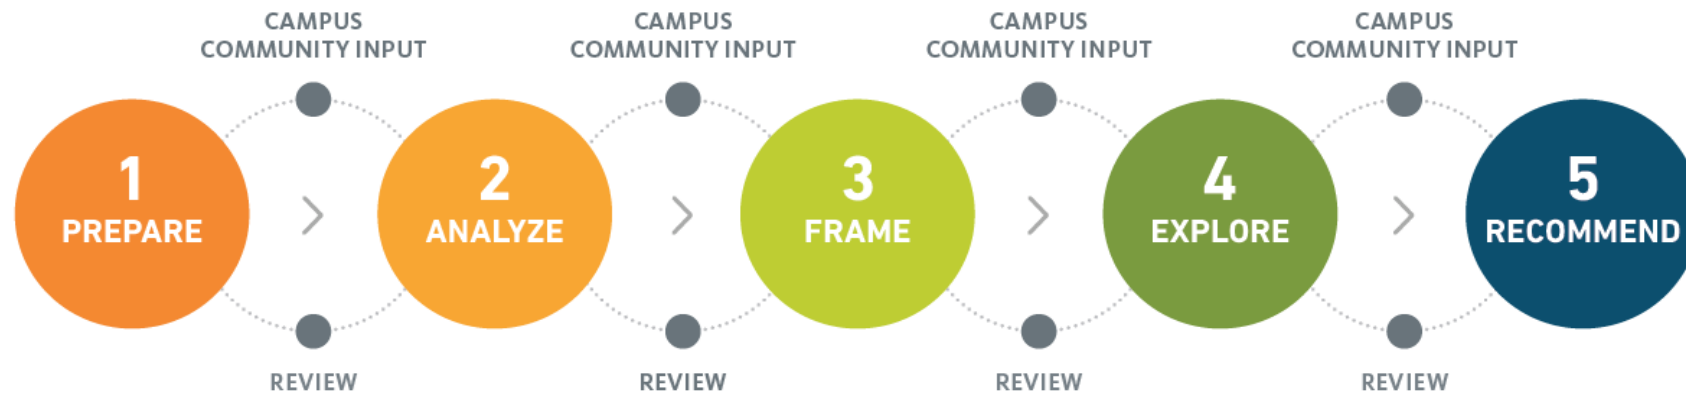 CAMPUS
COMMUNITY INPUT
CAMPUS
COMMUNITY INPUT
CAMPUS
COMMUNITY INPUT
CAMPUS
COMMUNITY INPUT
1
PREPARE
2
ANALYZE
3
FRAME
4
EXPLORE
5
RECOMMEND
REVIEW
REVIEW
REVIEW
REVIEW